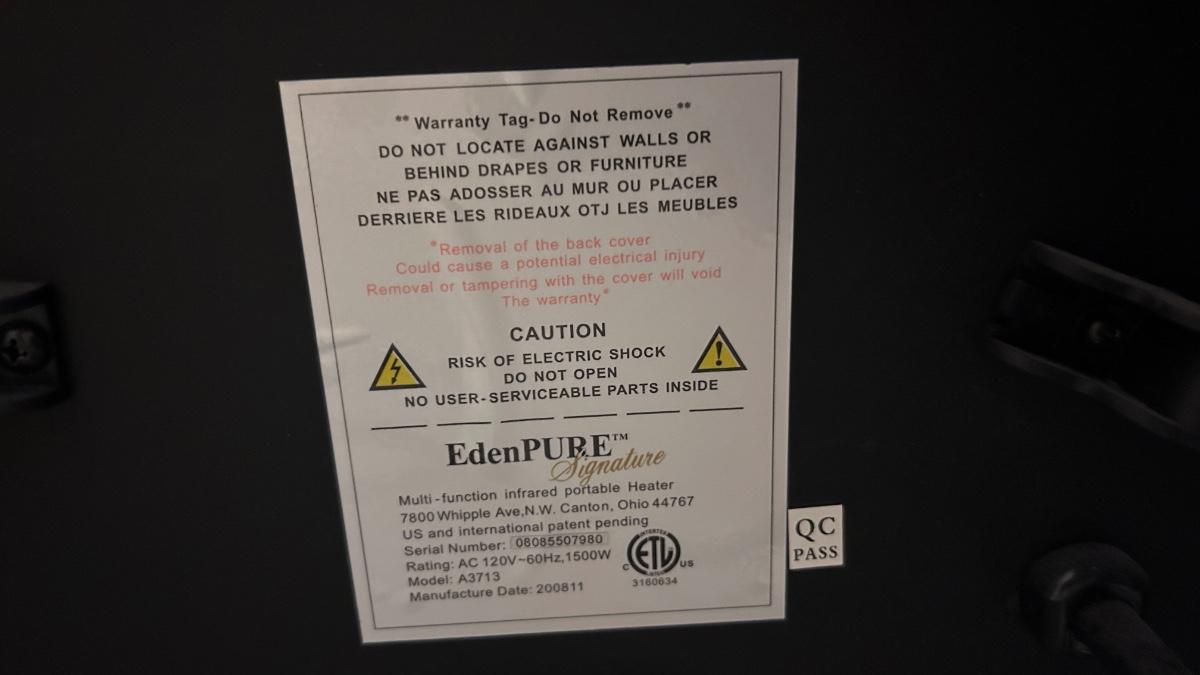 ** Warranty Tag-Do Not Remove **
DO NOT LOCATE AGAINST WALLS OR
BEHIND DRAPES OR FURNITURE
NE PAS ADOSSER AU MUR OU PLACER
DERRIERE LES RIDEAUX OTJ LES MEUBLES
*Removal of the back cover
Could cause a potential electrical injury
Removal or tampering with the cover will void
The warranty*
CAUTION
RISK OF ELECTRIC SHOCK
DO NOT OPEN
NO USER-SERVICEABLE PARTS INSIDE
EdenPURE™
Signature
Multi-function infrared portable Heater
7800 Whipple Ave,N.W. Canton, Ohio 44767
US and international patent pending
Serial Number: 08085507980
Rating: AC 120V~60Hz,1500W
Model: A3713
Manufacture Date: 200811
INTERTEK
C ETL US
3160634
QC
PASS